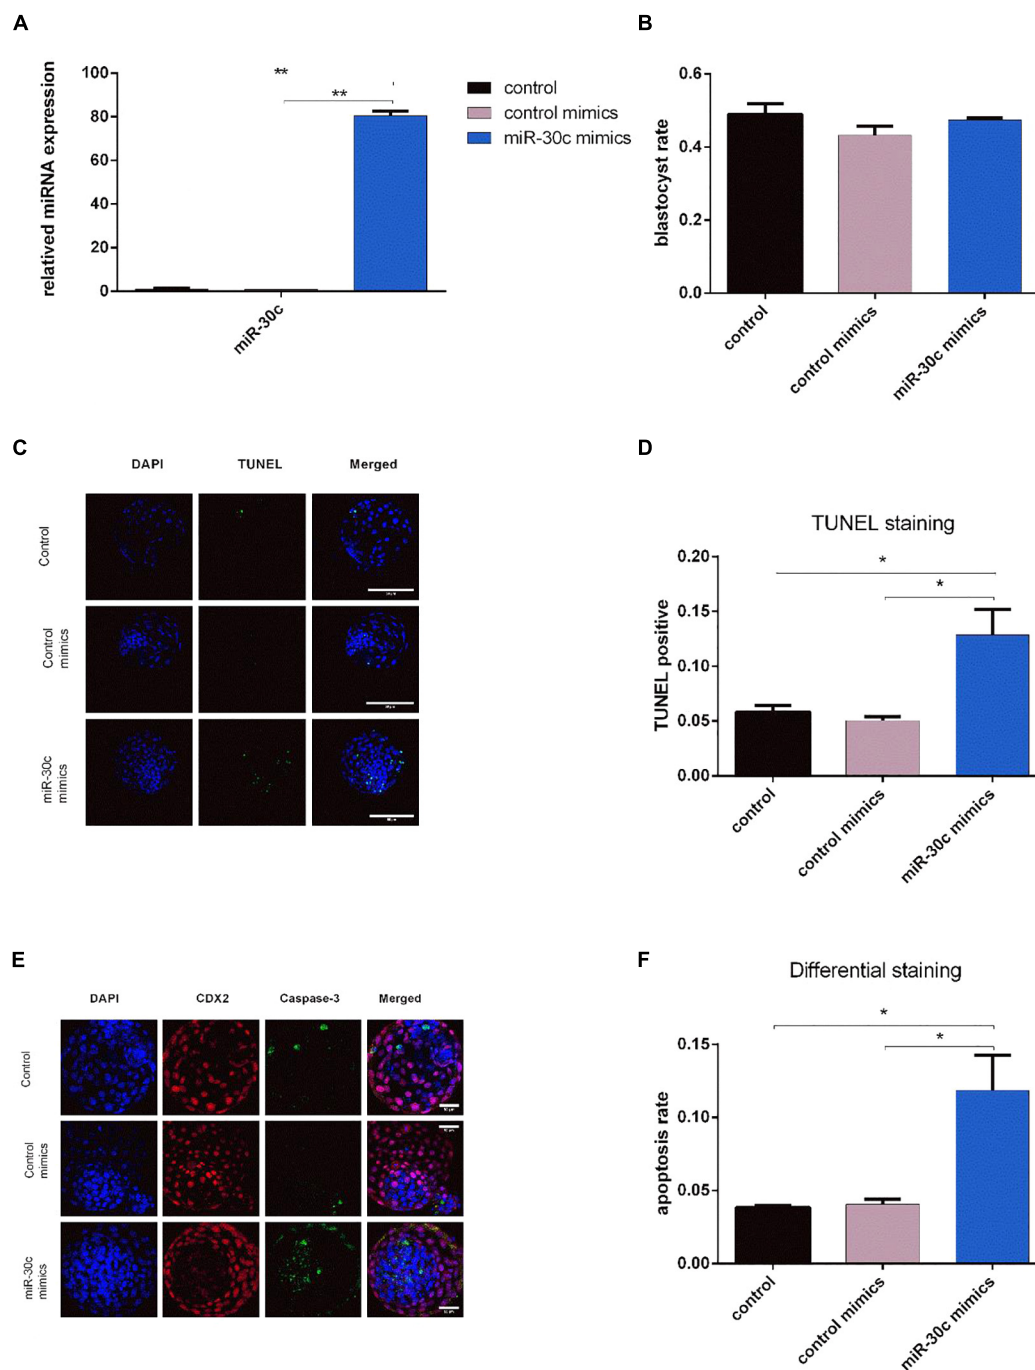 A
relatived miRNA expression
100
80
60
40
20
0
**
**
miR-30c
control
control mimics
miR-30c mimics
B
blastocyst rate
0.6
0.4
0.2
0.0
control
control mimics
miR-30c mimics
C
DAPI
TUNEL
Merged
Control
Control
mimics
miR-30c
mimics
D
TUNEL staining
TUNEL positive
0.20
0.15
0.10
0.05
0.00
*
*
control
control mimics
miR-30c mimics
E
DAPI
CDX2
Caspase-3
Merged
Control
Control
mimics
miR-30c
mimics
F
Differential staining
apoptosis rate
0.15
0.10
0.05
0.00
*
*
control
control mimics
miR-30c mimics